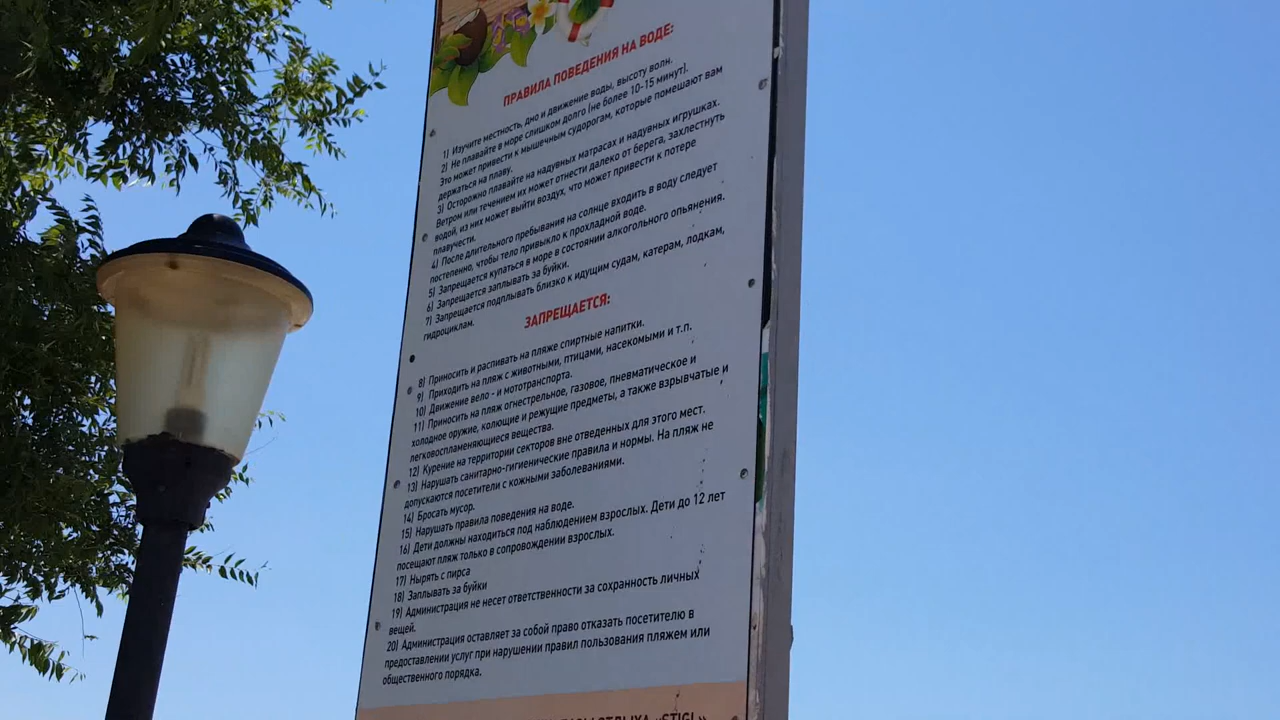 ПРАВИЛА ПОВЕДЕНИЯ НА ВОДЕ:
1) Изучите местность, дно и движение воды, высоту волн.
2) Не плавайте в море слишком долго (не более 10-15 минут).
Это может привести к мышечным судорогам, которые помешают вам
держаться на плаву.
3) Осторожно плавайте на надувных матрасах и надувных игрушках.
Ветром или течением их может отнести далеко от берега, захлестнуть
водой, из них может выйти воздух, что может привести к потере
плавучести.
4) После длительного пребывания на солнце входить в воду следует
постепенно, чтобы тело привыкло к прохладной воде.
5) Запрещается купаться в море в состоянии алкогольного опьянения.
6) Запрещается заплывать за буйки.
7) Запрещается подплывать близко к идущим судам, катерам, лодкам,
гидроциклам.
ЗАПРЕЩАЕТСЯ:
8) Приносить и распивать на пляже спиртные напитки.
9) Приходить на пляж с животными, птицами, насекомыми и т.п.
10) Движение вело - и мототранспорта.
11) Приносить на пляж огнестрельное, газовое, пневматическое и
холодное оружие, колющие и режущие предметы, а также взрывчатые и
легковоспламеняющиеся вещества.
12) Курение на территории секторов вне отведенных для этого мест.
13) Нарушать санитарно-гигиенические правила и нормы. На пляж не
допускаются посетители с кожными заболеваниями.
14) Бросать мусор.
15) Нарушать правила поведения на воде.
16) Дети должны находиться под наблюдением взрослых. Дети до 12 лет
посещают пляж только в сопровождении взрослых.
17) Нырять с пирса
18) Заплывать за буйки
19) Администрация не несет ответственности за сохранность личных
вещей.
20) Администрация оставляет за собой право отказать посетителю в
предоставлении услуг при нарушении правил пользования пляжем или
общественного порядка.
ОТДЫХА «STIGL»